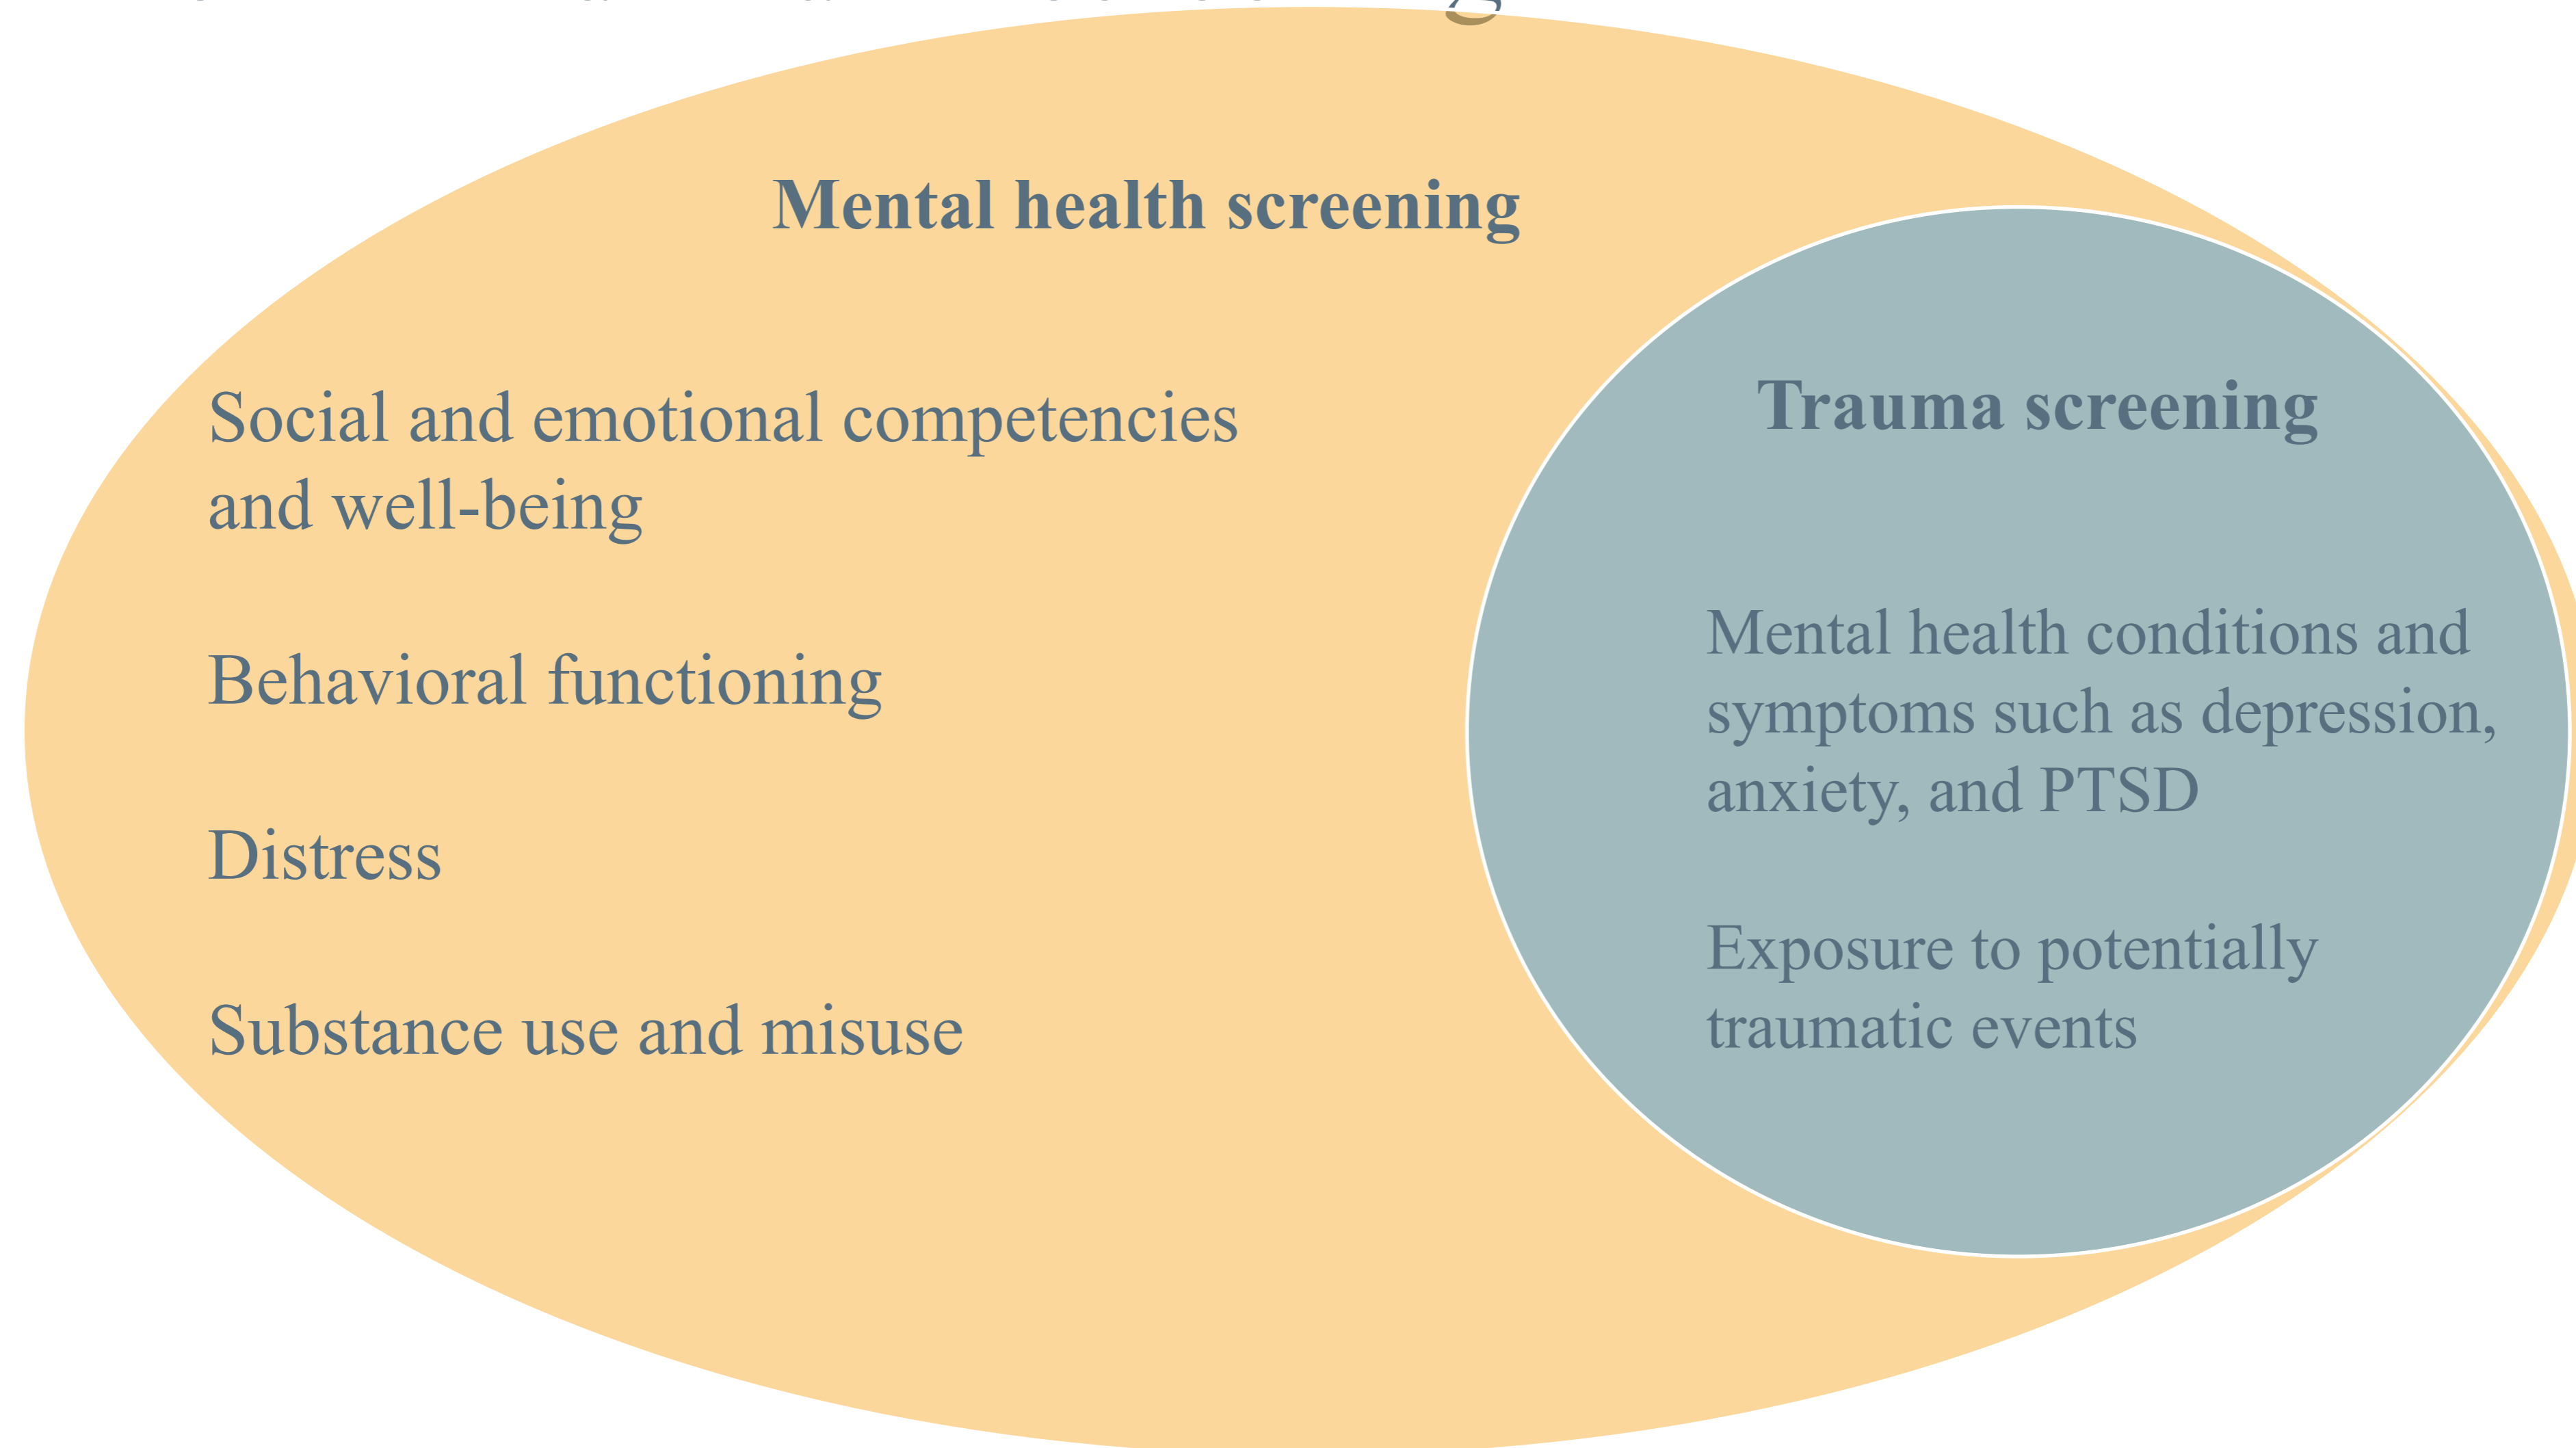 Mental health screening
Social and emotional competencies
and well-being
Behavioral functioning
Distress
Substance use and misuse
Trauma screening
Mental health conditions and
symptoms such as depression,
anxiety, and PTSD
Exposure to potentially
traumatic events